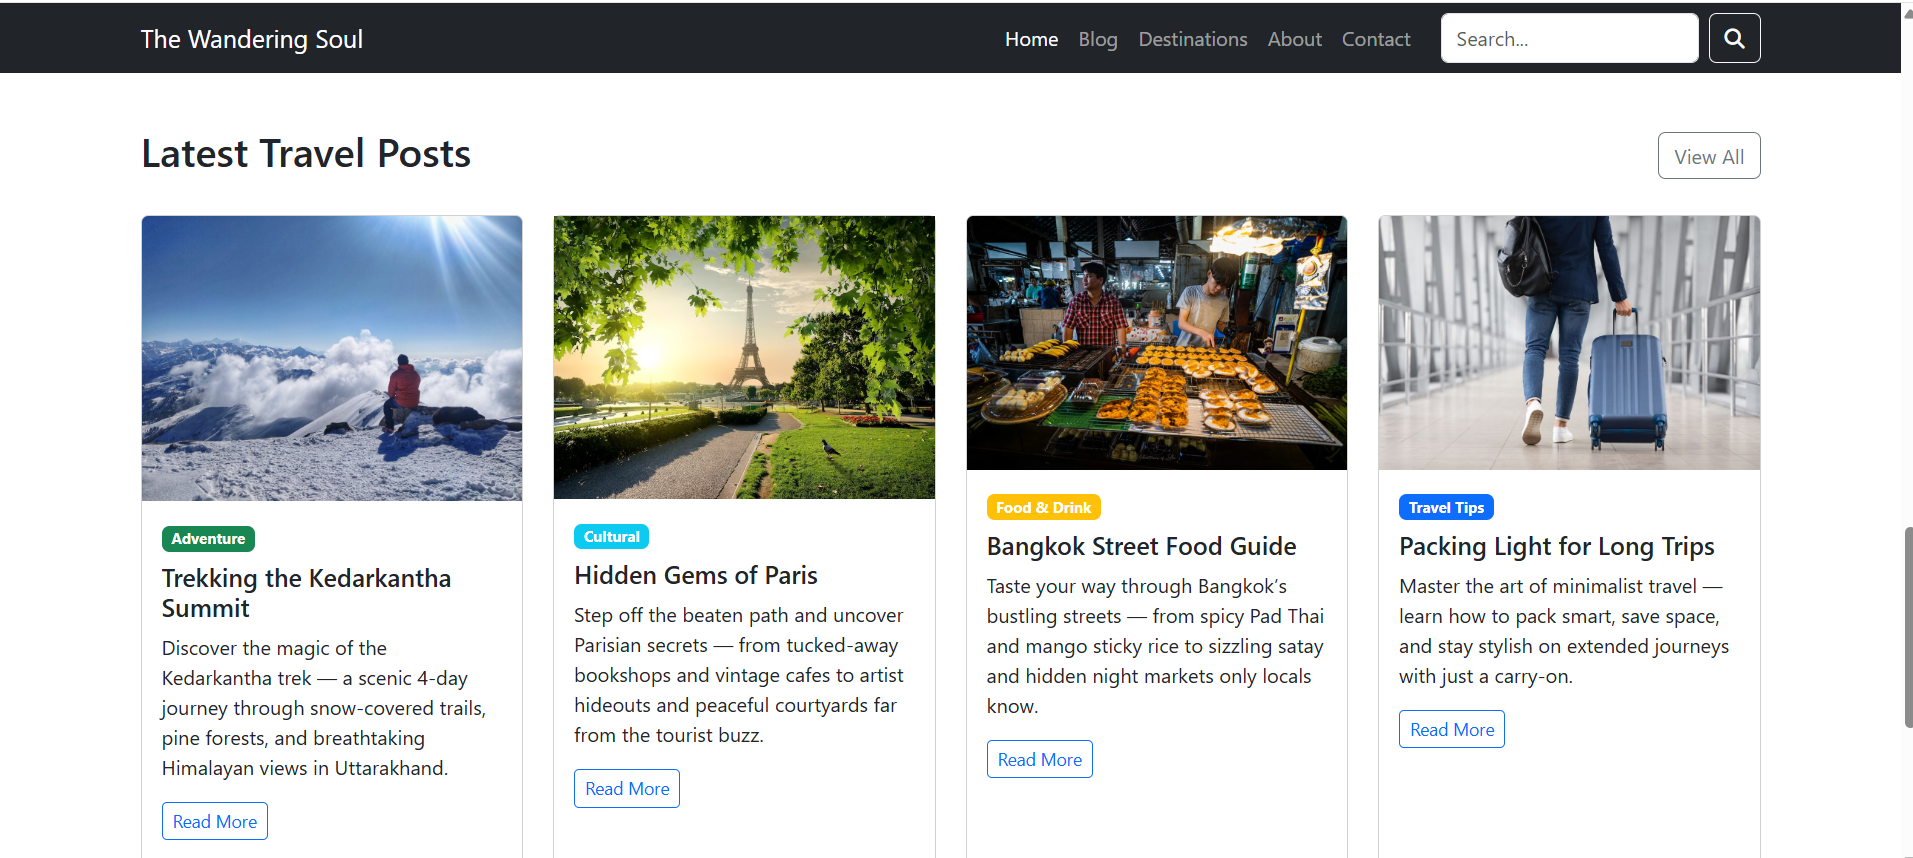 The Wandering Soul
Home Blog Destinations About Contact Search...
Latest Travel Posts
View All
Adventure
Trekking the Kedarkantha
Summit
Discover the magic of the
Kedarkantha trek — a scenic 4-day
journey through snow-covered trails,
pine forests, and breathtaking
Himalayan views in Uttarakhand.
Read More
Cultural
Hidden Gems of Paris
Step off the beaten path and uncover
Parisian secrets — from tucked-away
bookshops and vintage cafes to artist
hideouts and peaceful courtyards far
from the tourist buzz.
Read More
Food & Drink
Bangkok Street Food Guide
Taste your way through Bangkok’s
bustling streets — from spicy Pad Thai
and mango sticky rice to sizzling satay
and hidden night markets only locals
know.
Read More
Travel Tips
Packing Light for Long Trips
Master the art of minimalist travel —
learn how to pack smart, save space,
and stay stylish on extended journeys
with just a carry-on.
Read More